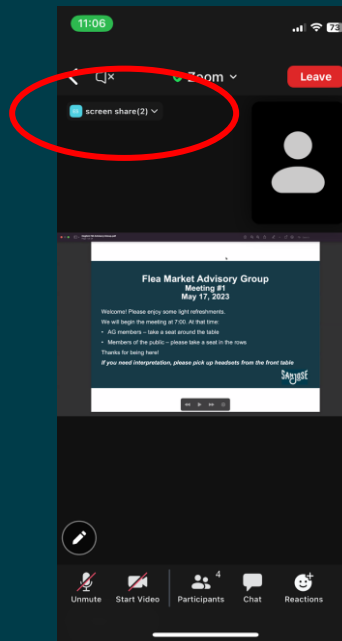 11:06
73
Zoom
Leave
screen share(2)
Flea Market Advisory Group
Meeting #1
May 17, 2023
Welcome! Please enjoy some light refreshments.
We will begin the meeting at 7:00. At that time:
• AG members – take a seat around the table
• Members of the public – please take a seat in the rows
Thanks for being here!
If you need interpretation, please pick up headsets from the front table
SAN JOSE
4
Unmute
Start Video
Participants
Chat
Reactions